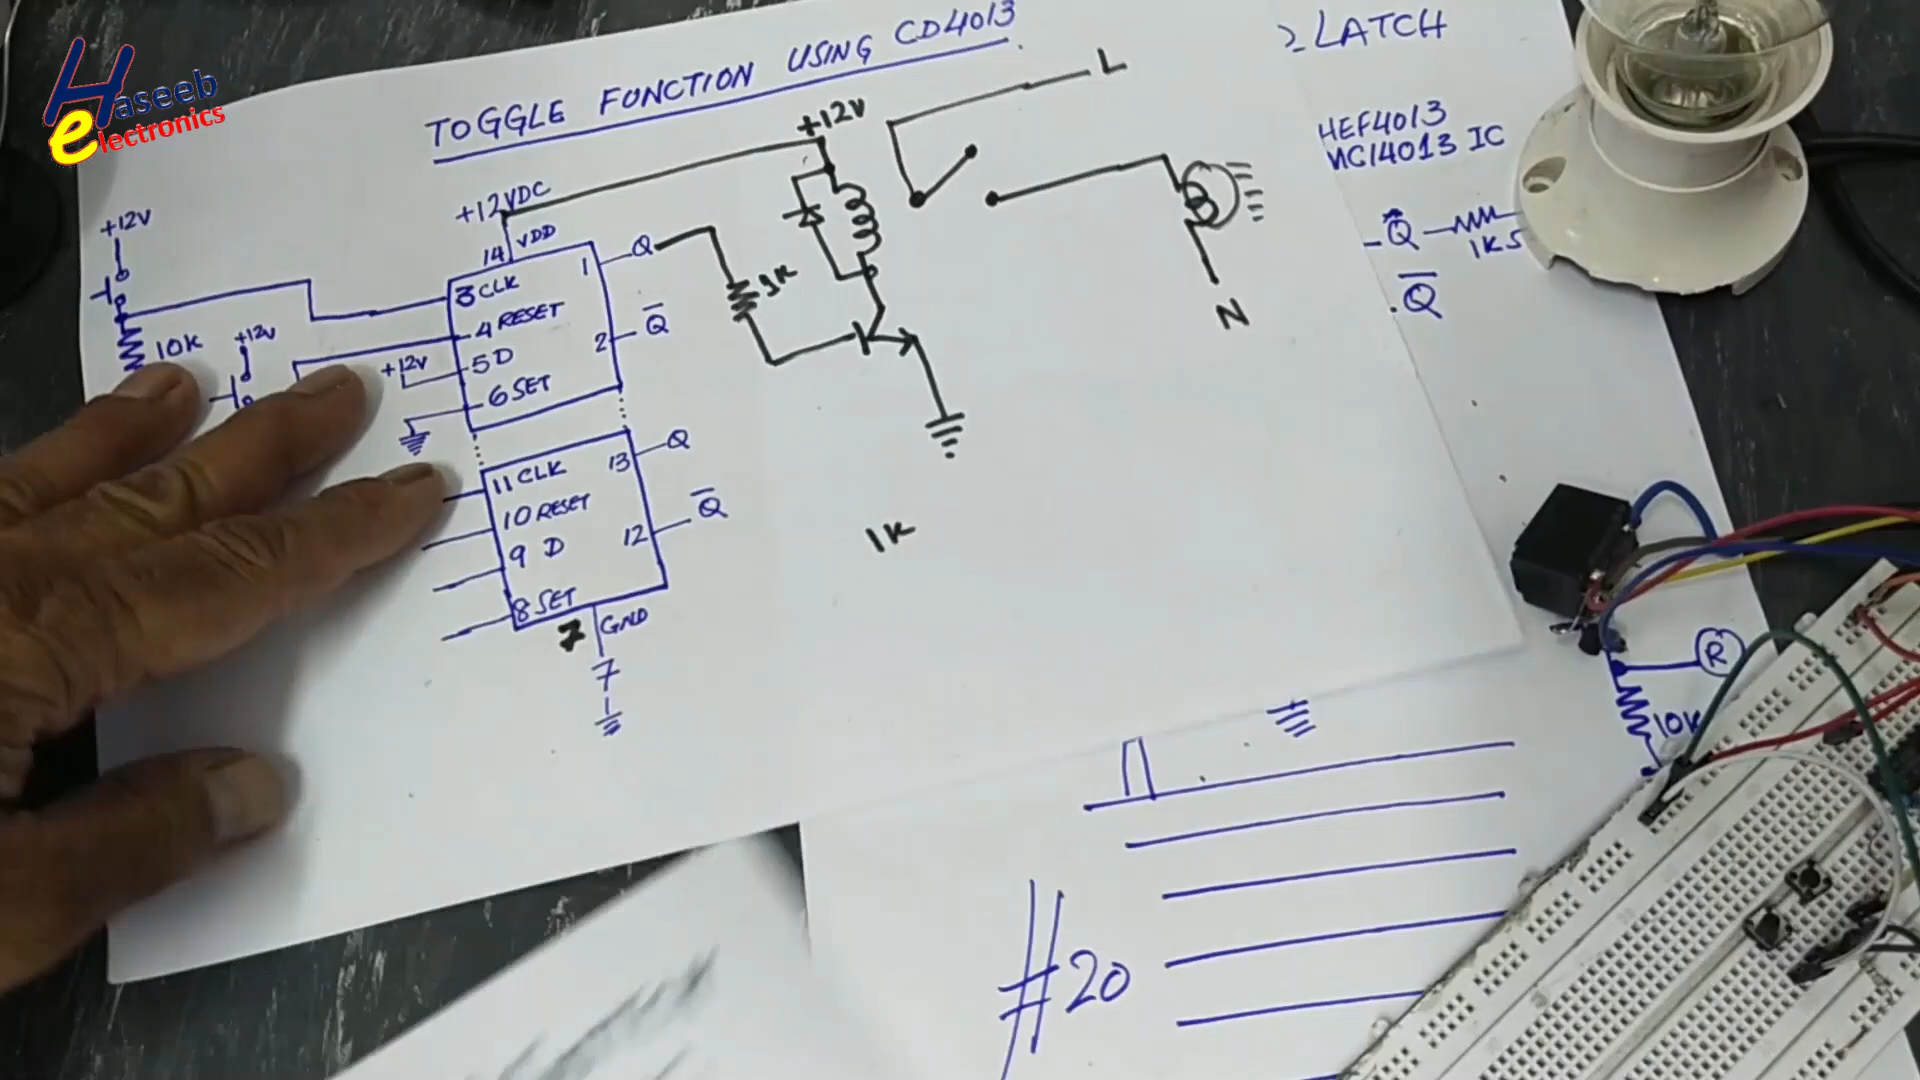 Haseeb
electronics
TOGGLE FUNCTION USING CD4013
+12V
L
+12VDC
14 VDD
+12V
3 CLK
1
Q
1K
4 RESET
2
Q̅
10K
+12V
+12V
5 D
6 SET
N
11 CLK
13
Q
10 RESET
12
Q̅
9 D
8 SET
7
GND
7
1K
LATCH
HEF4013
MC14013 IC
Q
1K5
Q̅
R
10K
#20